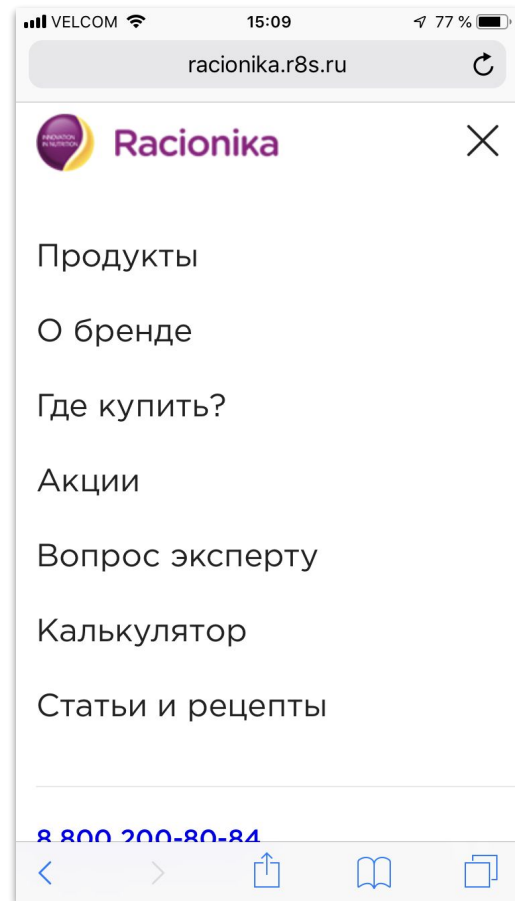 VELCOM 15:09 77 %
racionika.r8s.ru
INNOVATION
IN NUTRITION
Racionika
Продукты
О бренде
Где купить?
Акции
Вопрос эксперту
Калькулятор
Статьи и рецепты
8 800 200-80-84